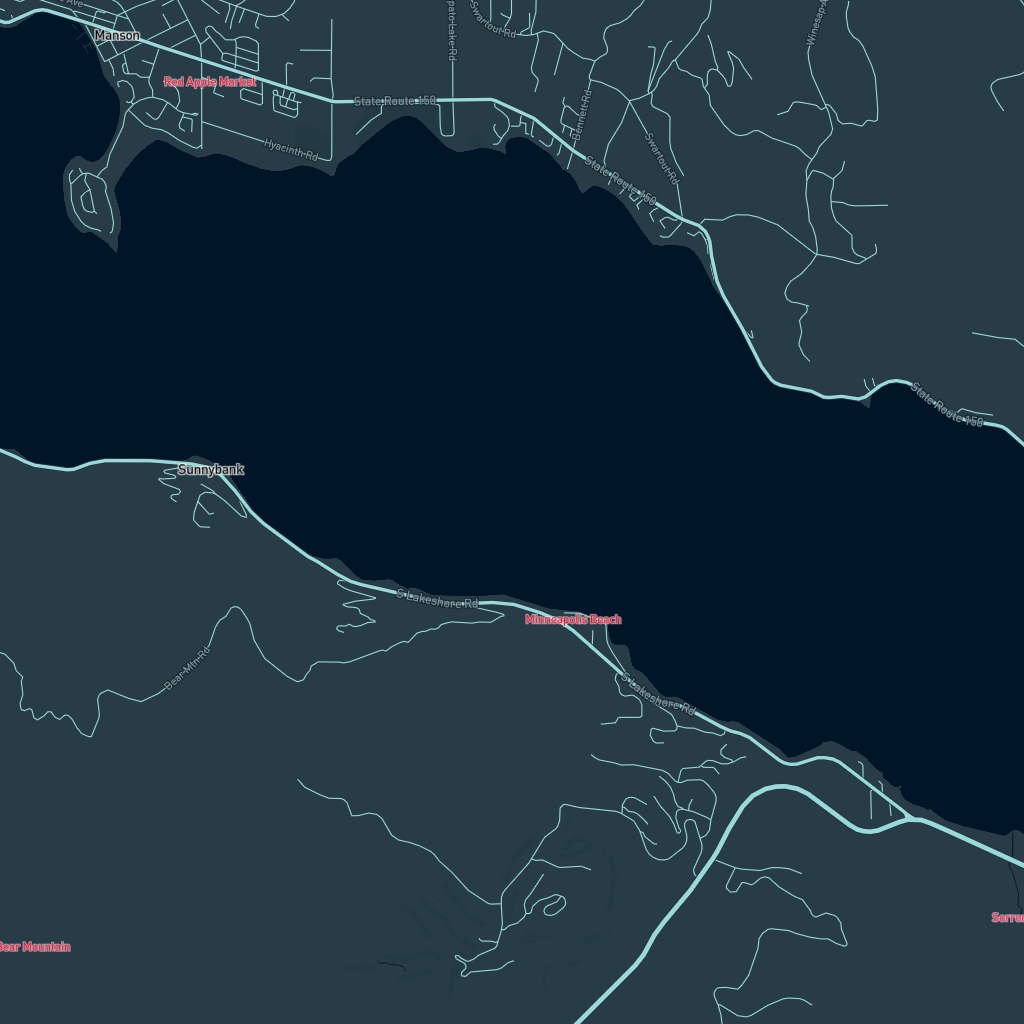 Ave
Manson
Red Apple Market
State Route 150
Hyacinth Rd
Swartout Rd
Bennett Rd
Swartout Rd
State Route 150
State Route 150
Sunnybank
S Lakeshore Rd
Minneapolis Beach
S Lakeshore Rd
Bear Mtn Rd
Bear Mountain